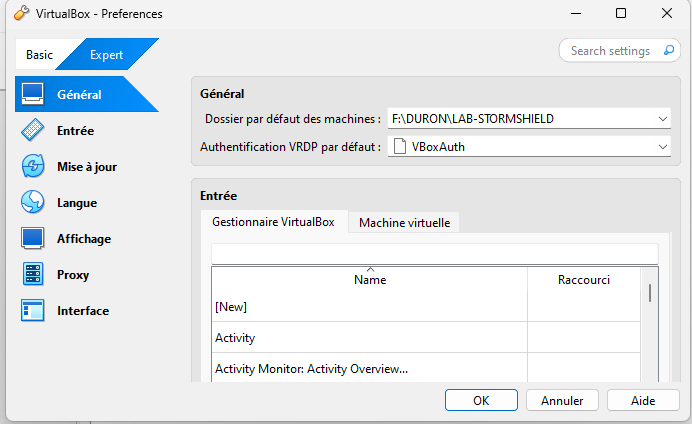 VirtualBox - Preferences
Basic
Expert
Search settings
Général
Entrée
Mise à jour
Langue
Affichage
Proxy
Interface
Général
Dossier par défaut des machines : F:\DURON\LAB-STORMSHIELD
Authentification VRDP par défaut : VBoxAuth
Entrée
Gestionnaire VirtualBox Machine virtuelle
Name Raccourci
[New]
Activity
Activity Monitor: Activity Overview...
OK Annuler Aide